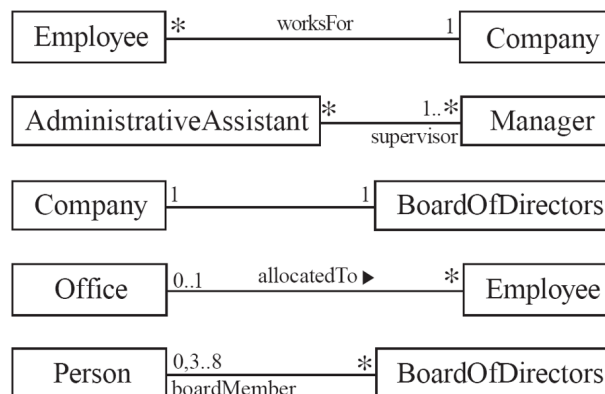 Employee * worksFor 1 Company
AdministrativeAssistant * 1..* supervisor Manager
Company 1 1 BoardOfDirectors
Office 0..1 allocatedTo ▶ * Employee
Person 0,3..8 boardMember * BoardOfDirectors